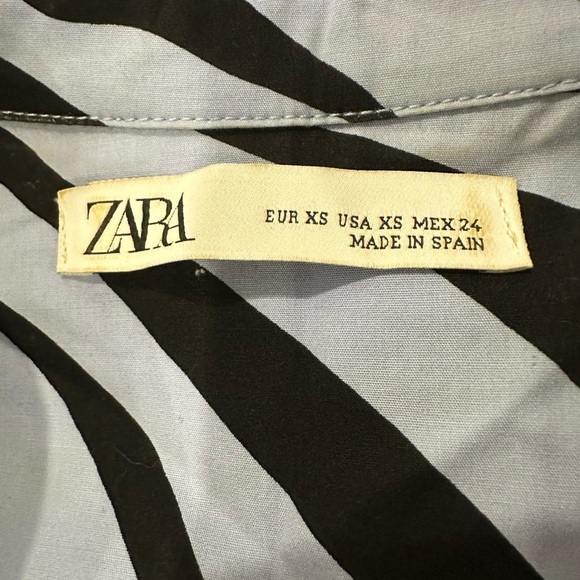 ZARA
EUR XS USA XS MEX 24
MADE IN SPAIN